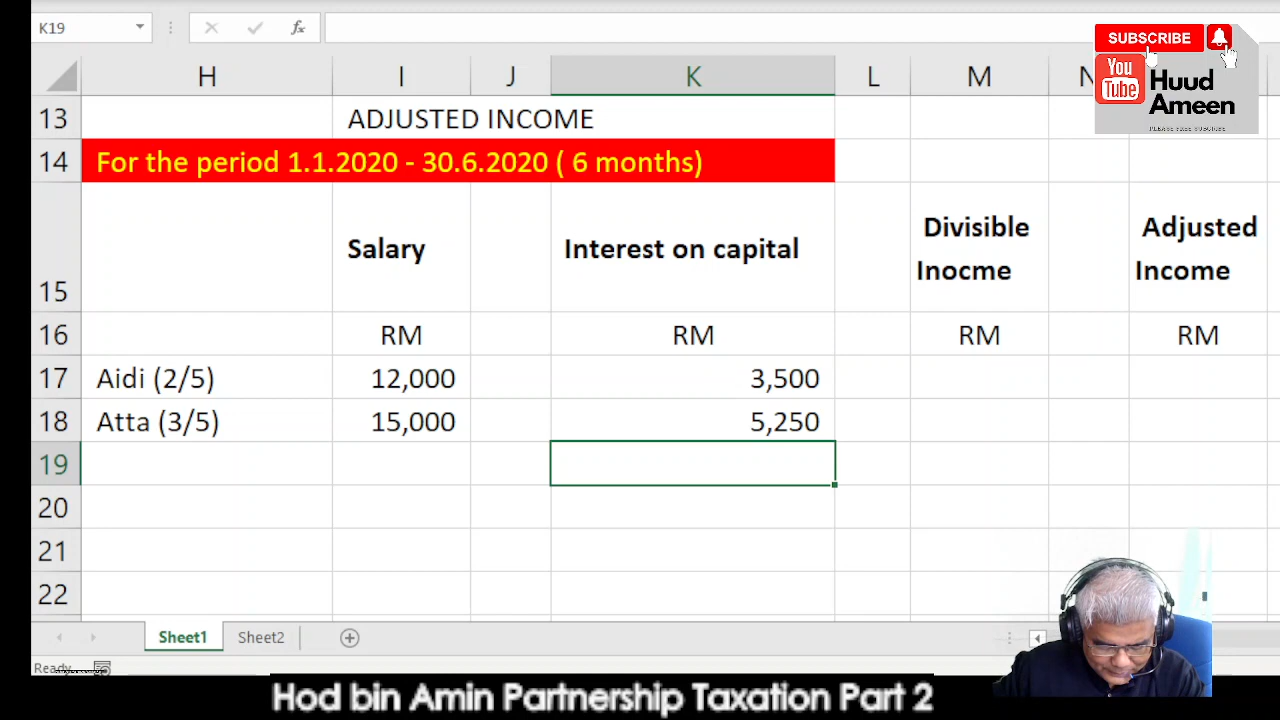 K19
fx
SUBSCRIBE
You
Tube
Huud
Ameen
PLEASE FREE SUBSCRIBE
H I J K L M N
13 ADJUSTED INCOME
14 For the period 1.1.2020 - 30.6.2020 ( 6 months)
Divisible Adjusted
Salary Interest on capital
Inocme Income
15
16 RM RM RM RM
17 Aidi (2/5) 12,000 3,500
18 Atta (3/5) 15,000 5,250
19
20
21
22
Sheet1 Sheet2
Ready
Hod bin Amin Partnership Taxation Part 2